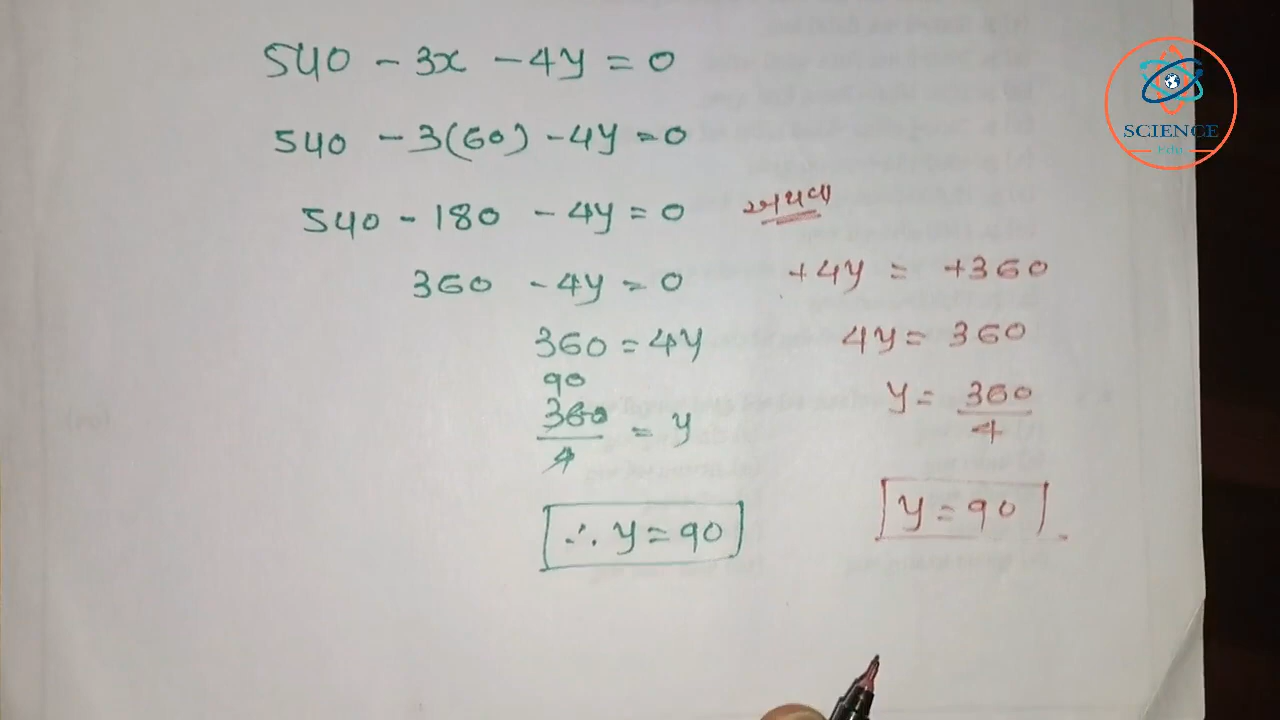 540 - 3x - 4y = 0
540 - 3(60) - 4y = 0
540 - 180 - 4y = 0
360 - 4y = 0
360 = 4y
90
360/4 = y
∴ y = 90
અથવા
+4y = +360
4y = 360
y = 360/4
y = 90
SCIENCE
Edu.